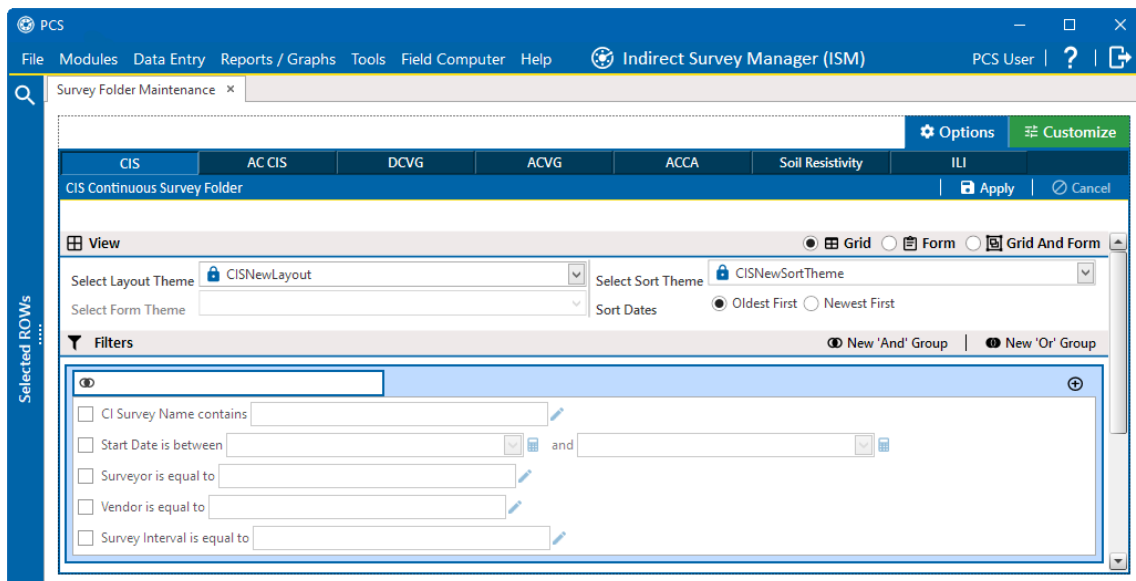 PCS
File Modules Data Entry Reports / Graphs Tools Field Computer Help Indirect Survey Manager (ISM) PCS User ?
Survey Folder Maintenance ×
Options Customize
CIS AC CIS DCVG ACVG ACCA Soil Resistivity ILI
CIS Continuous Survey Folder Apply Cancel
View Grid Form Grid And Form
Select Layout Theme CISNewLayout Select Sort Theme CISNewSortTheme
Select Form Theme Sort Dates Oldest First Newest First
Selected ROWs
Filters New 'And' Group New 'Or' Group
CI Survey Name contains
Start Date is between and
Surveyor is equal to
Vendor is equal to
Survey Interval is equal to